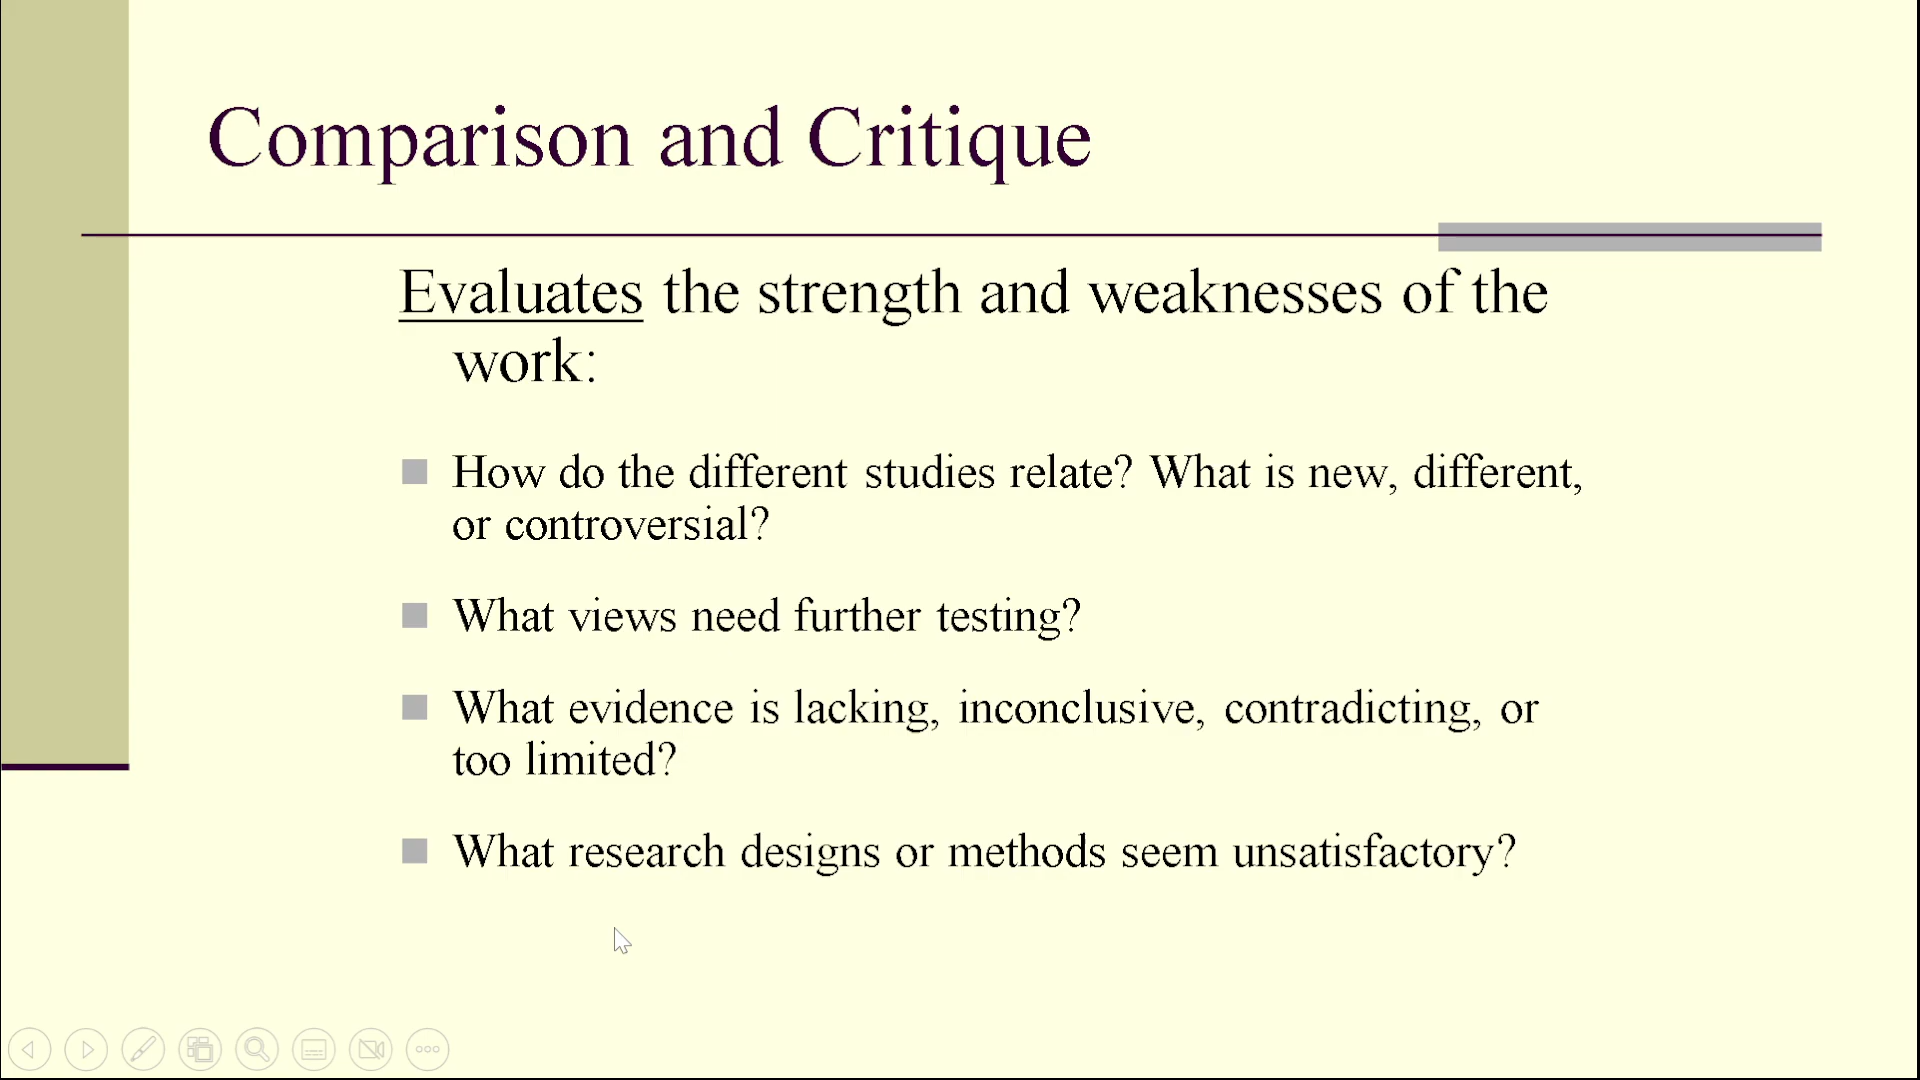 Comparison and Critique
Evaluates the strength and weaknesses of the
work:
How do the different studies relate? What is new, different,
or controversial?
What views need further testing?
What evidence is lacking, inconclusive, contradicting, or
too limited?
What research designs or methods seem unsatisfactory?